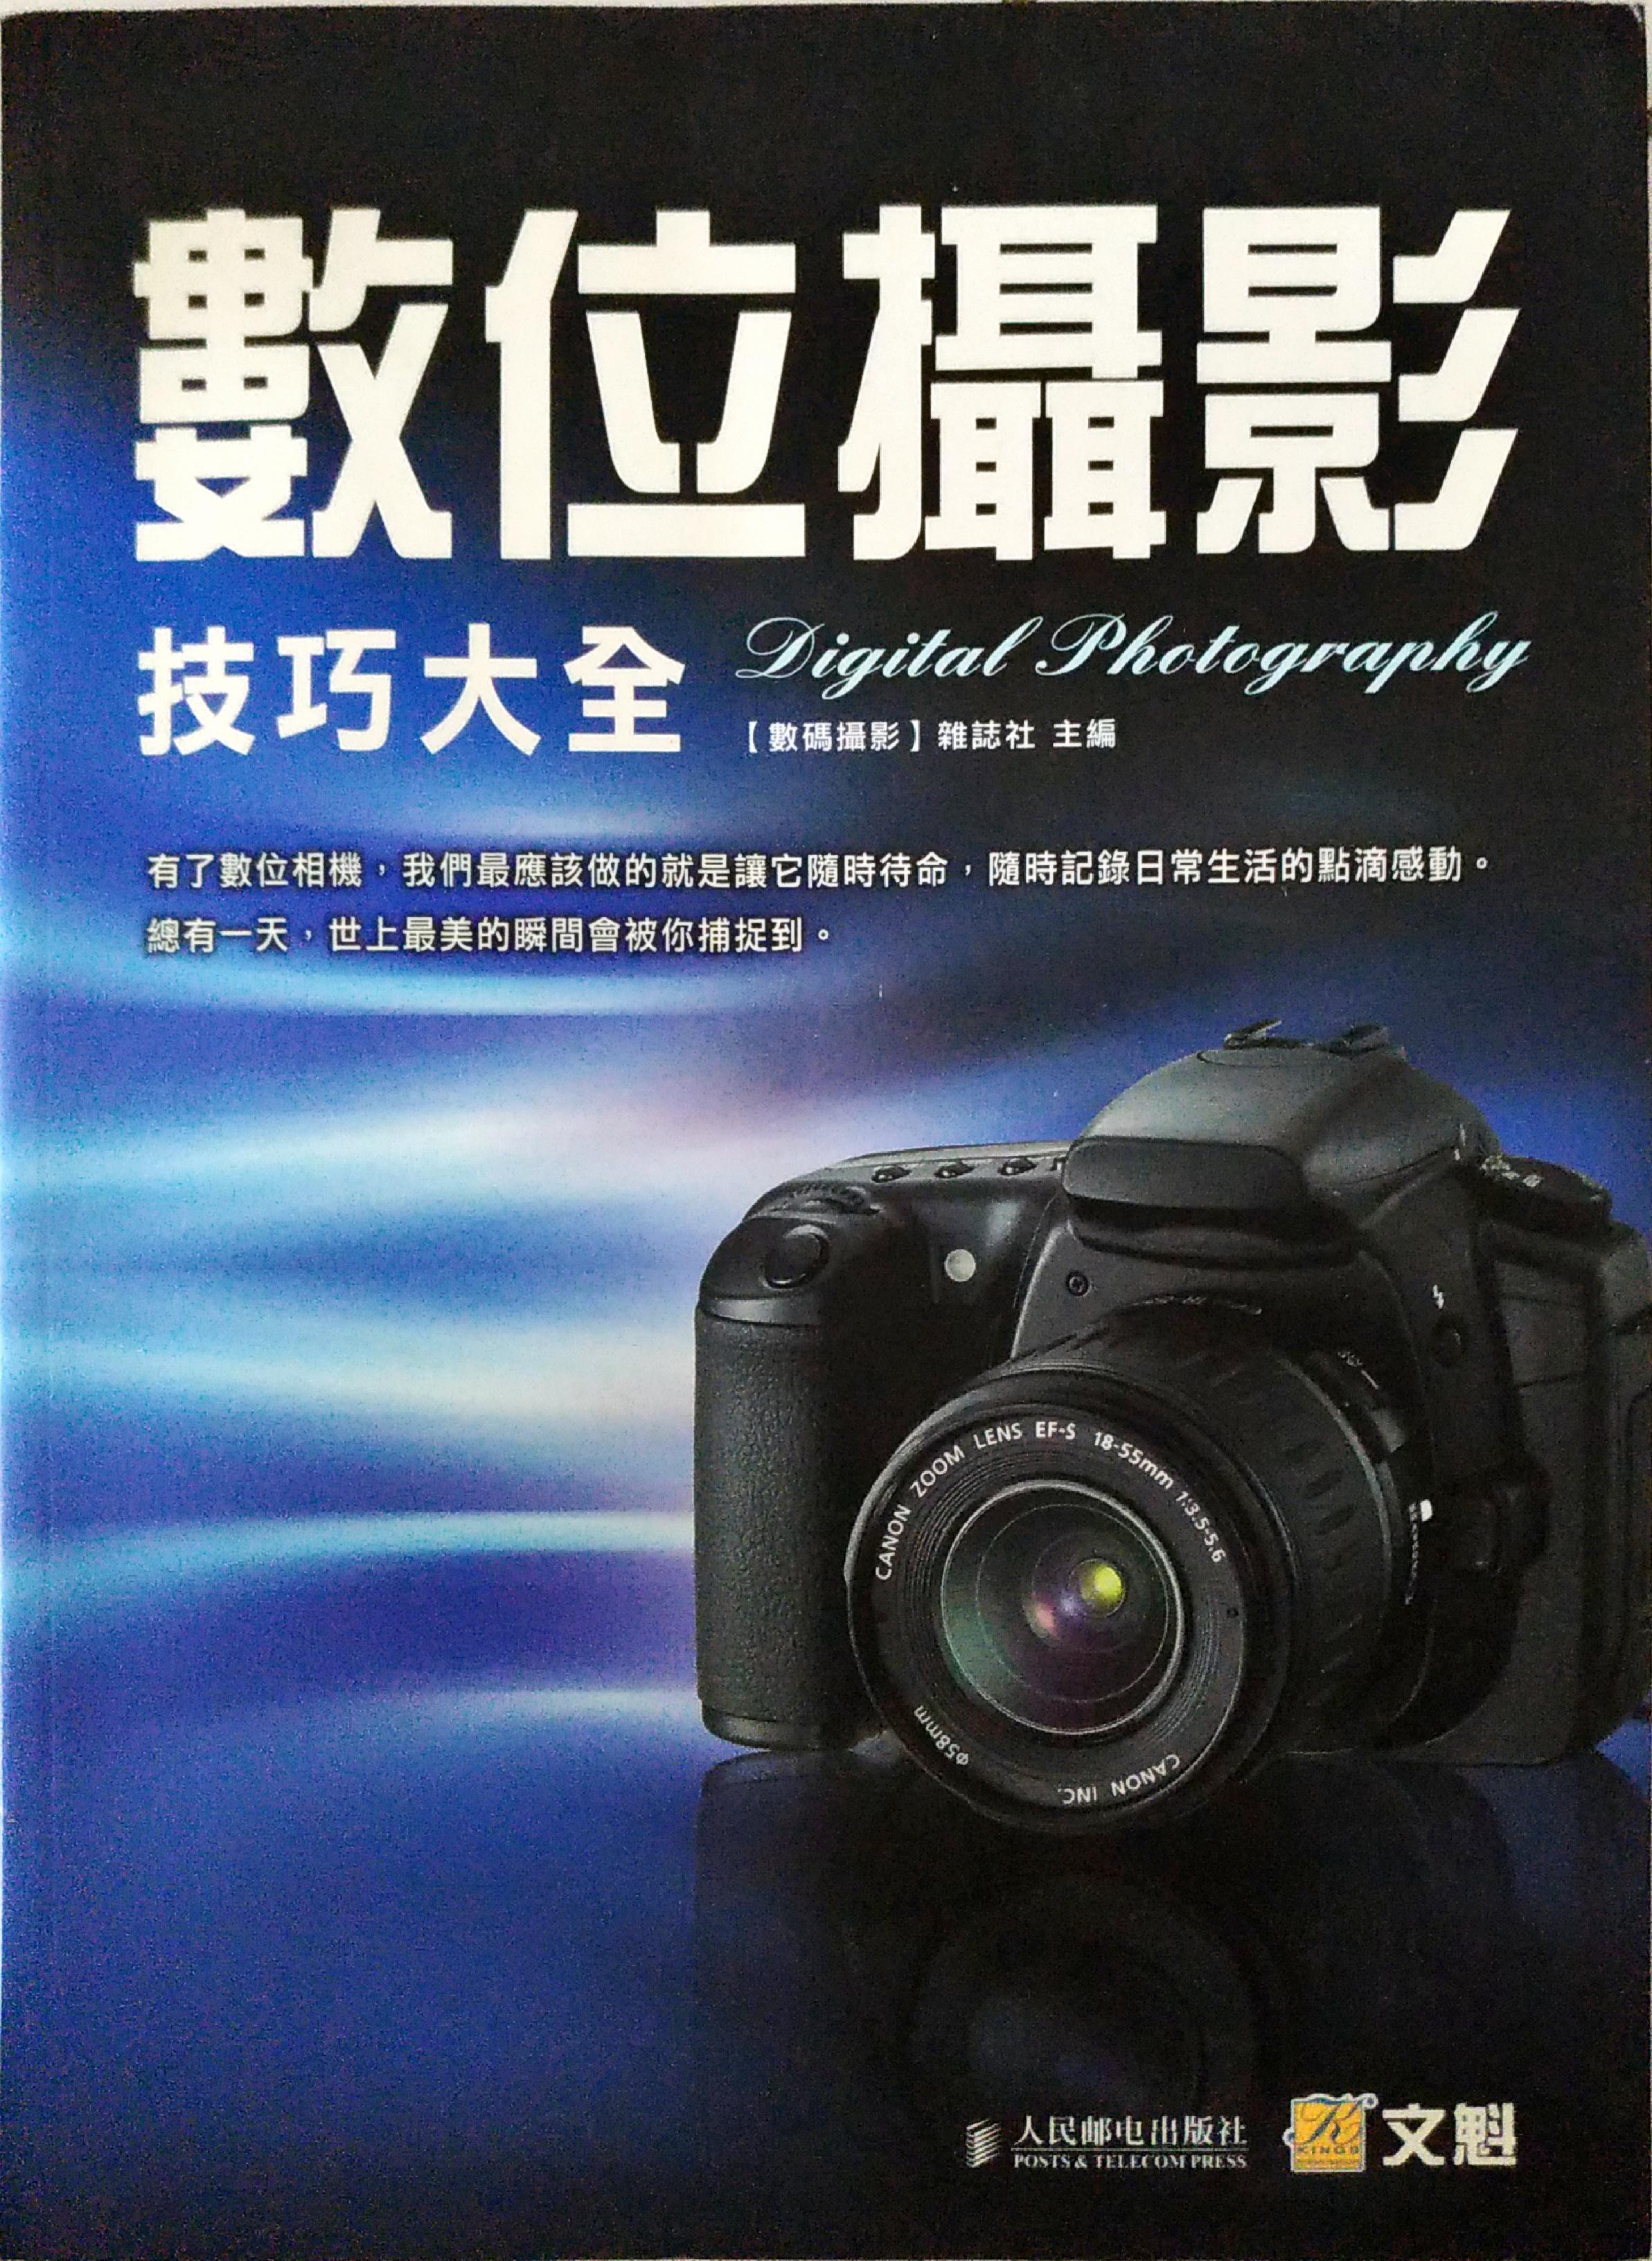 數位攝影
技巧大全
Digital Photography
【數碼攝影】雜誌社 主編
有了數位相機，我們最應該做的就是讓它隨時待命，隨時記錄日常生活的點滴感動。
總有一天，世上最美的瞬間會被你捕捉到。
CANON ZOOM LENS EF-S 18-55mm 1:3.5-5.6
Canon
ø58mm
CANON INC.
人民邮电出版社
POSTS & TELECOM PRESS
KINGS
文魁